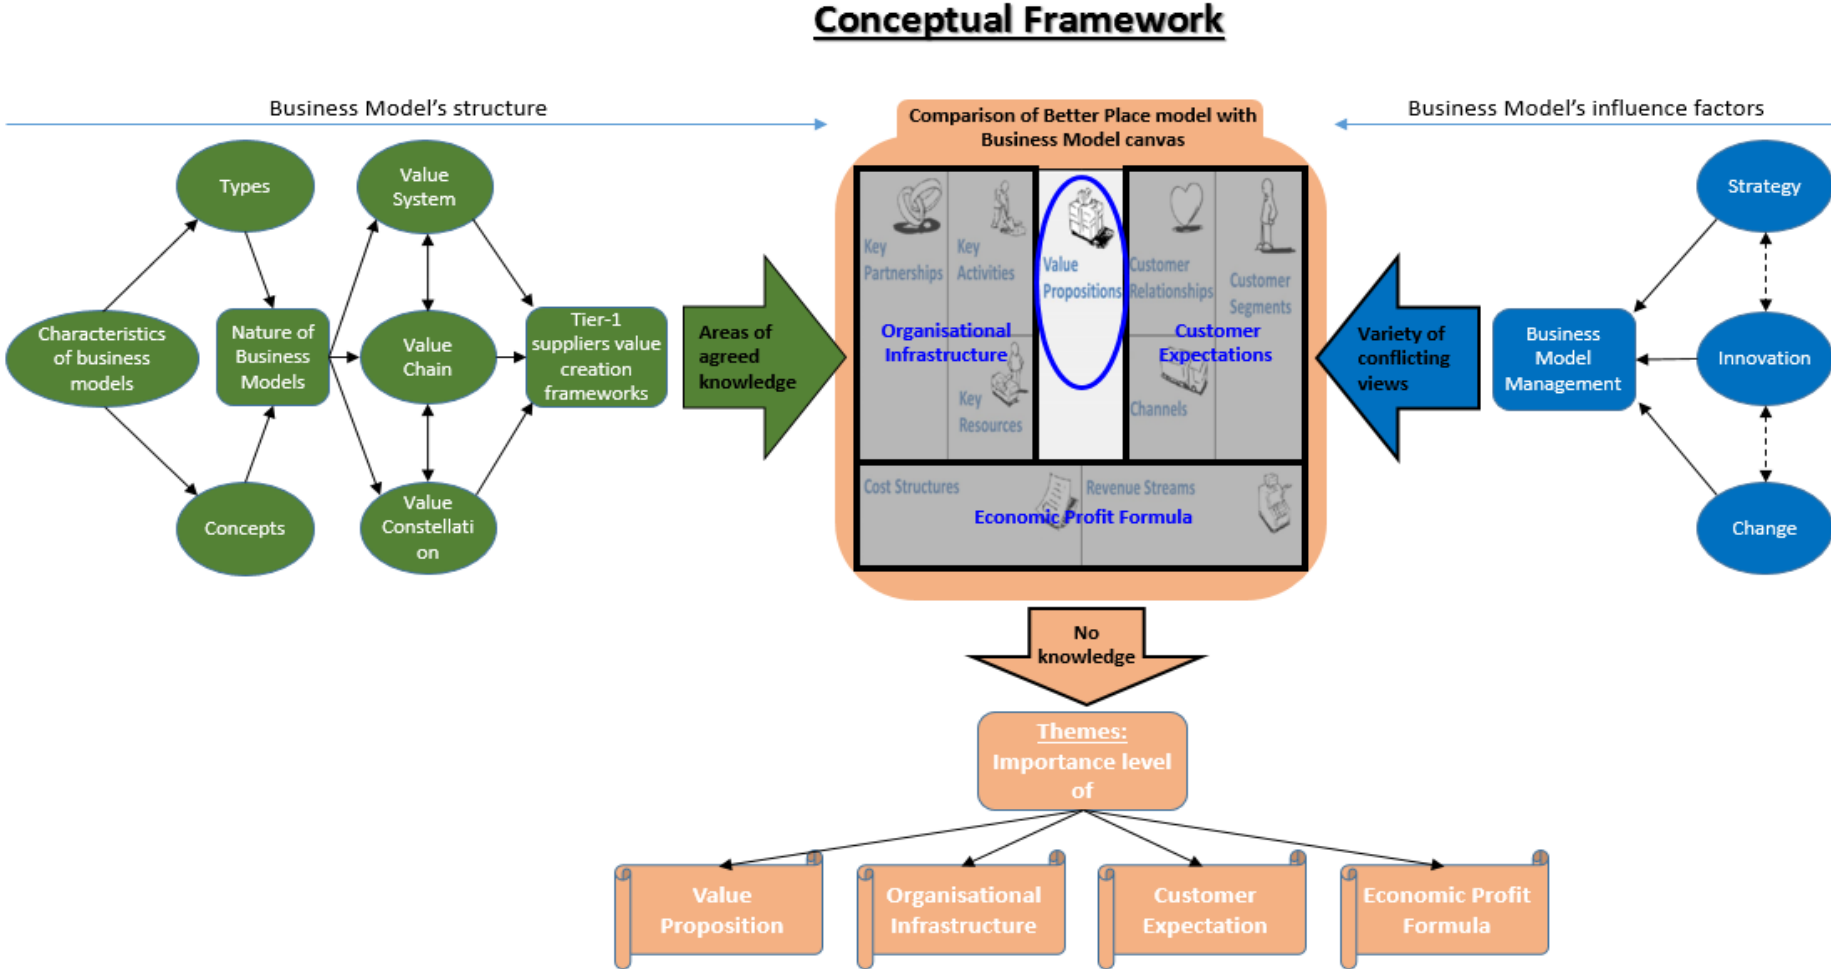 Conceptual Framework
Business Model's structure
Business Model's influence factors
Types
Value
System
Characteristics
of business
models
Nature of
Business
Models
Value
Chain
Tier-1
suppliers value
creation
frameworks
Concepts
Value
Constellati
on
Areas of
agreed
knowledge
Comparison of Better Place model with
Business Model canvas
Key
Partnerships
Key
Activities
Value
Propositions
Customer
Relationships
Customer
Segments
Organisational
Infrastructure
Customer
Expectations
Key
Resources
Channels
Cost Structures
Revenue Streams
Economic Profit Formula
Variety of
conflicting
views
Business
Model
Management
Strategy
Innovation
Change
No
knowledge
Themes:
Importance level
of
Value
Proposition
Organisational
Infrastructure
Customer
Expectation
Economic Profit
Formula